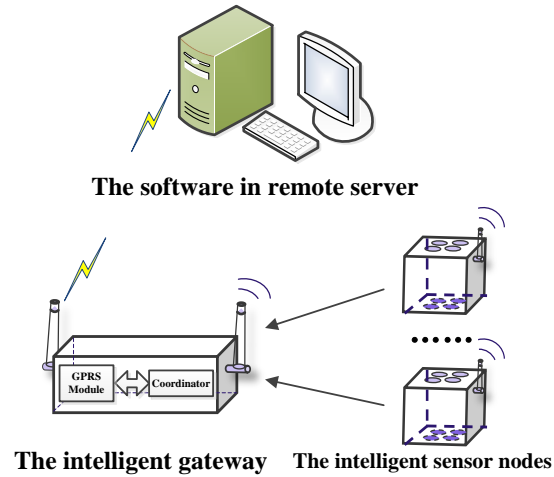 The software in remote server
GPRS
Module
Coordinator
The intelligent gateway
The intelligent sensor nodes